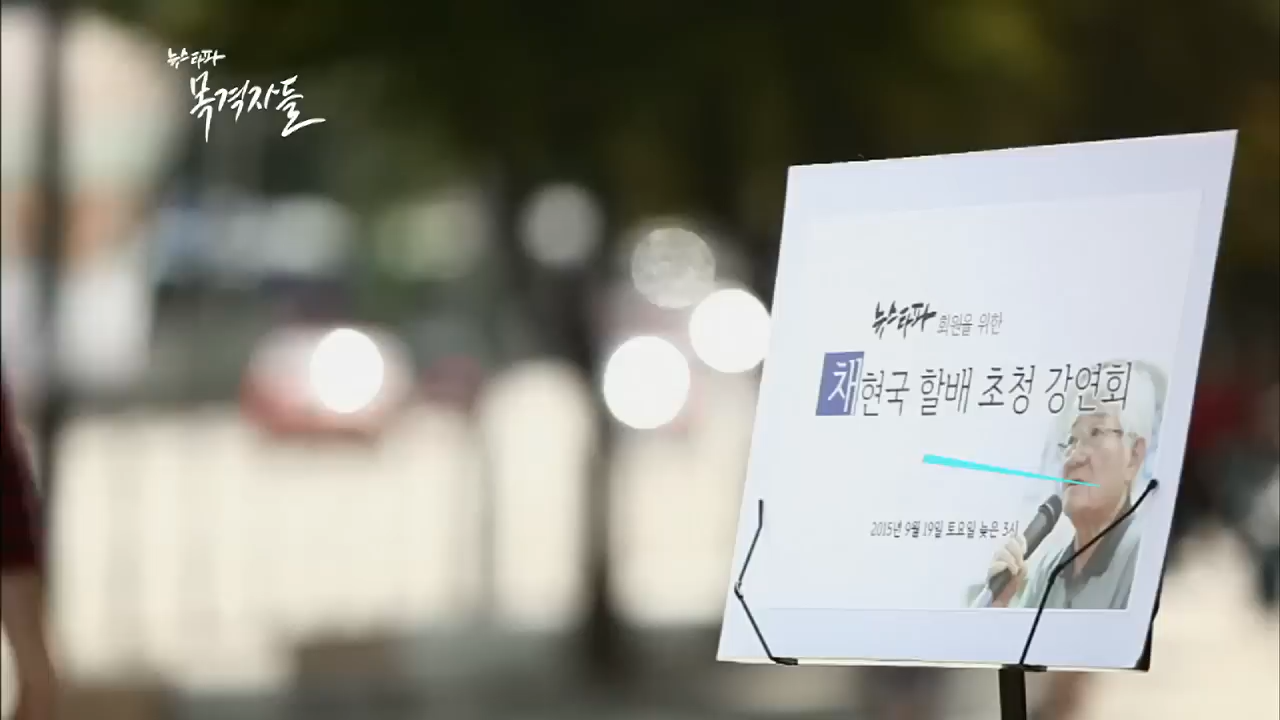 뉴스타파
목격자들
뉴스타파 회원을 위한
채현국 할배 초청 강연회
2015년 9월 19일 토요일 늦은 3시